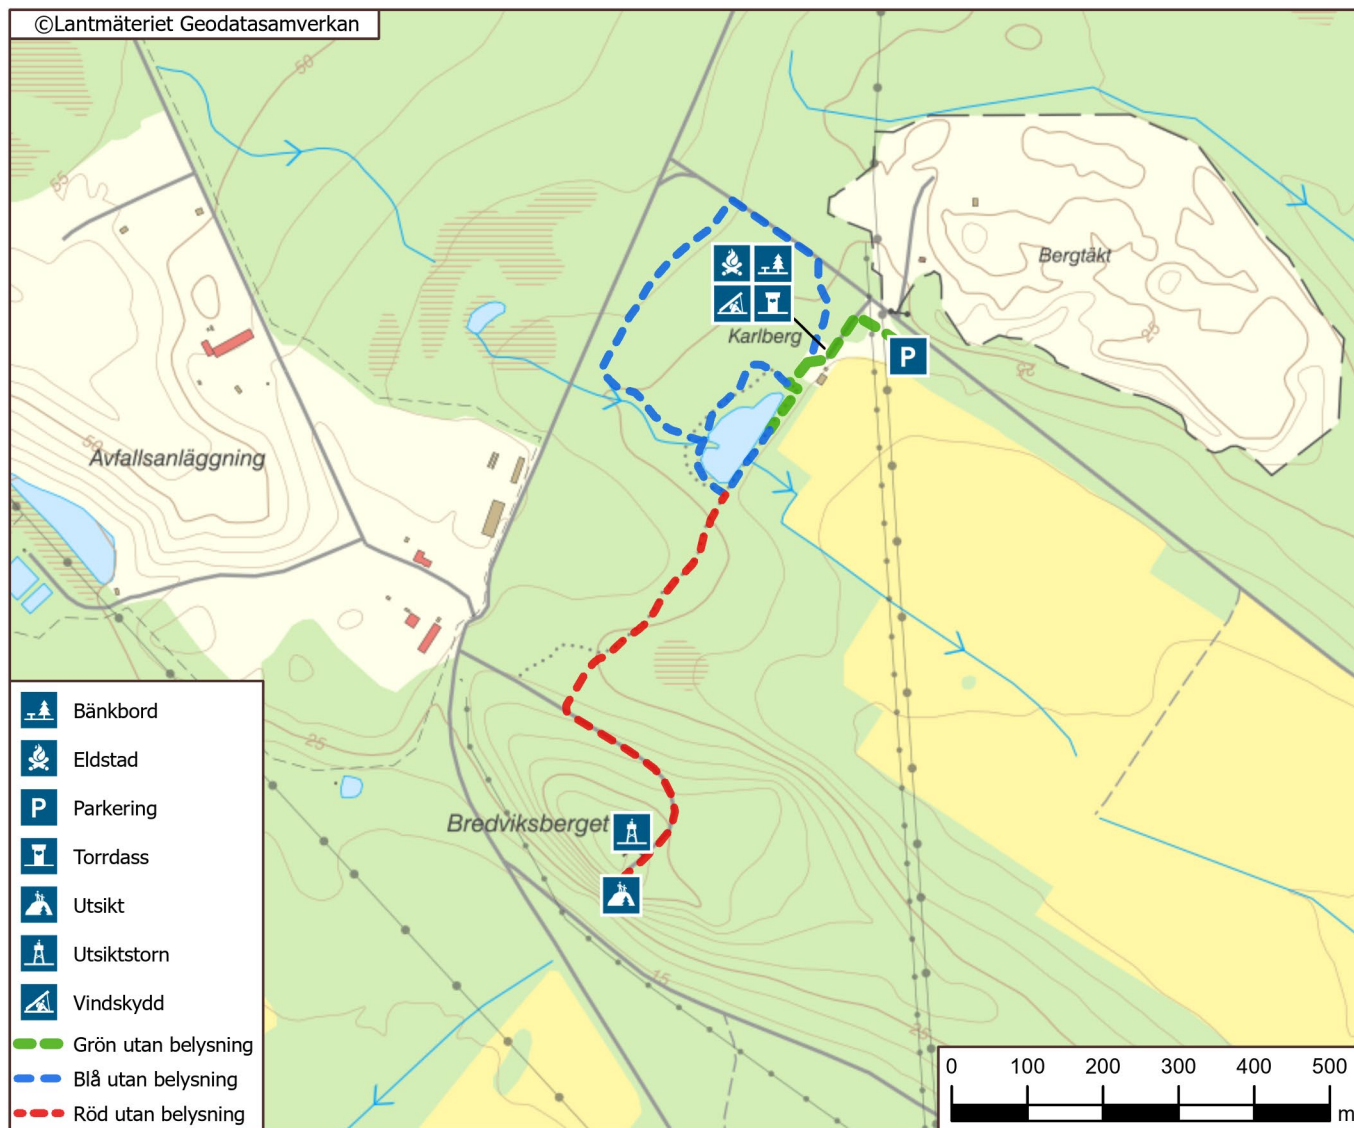 ©Lantmäteriet Geodatasamverkan
50
55
Bergtäkt
25
25
Karlberg
P
50
Avfallsanläggning
25
Bredviksberget
15
25
Bänkbord
Eldstad
P Parkering
Torrdass
Utsikt
Utsiktstorn
Vindskydd
Grön utan belysning
Blå utan belysning
Röd utan belysning
0 100 200 300 400 500
m